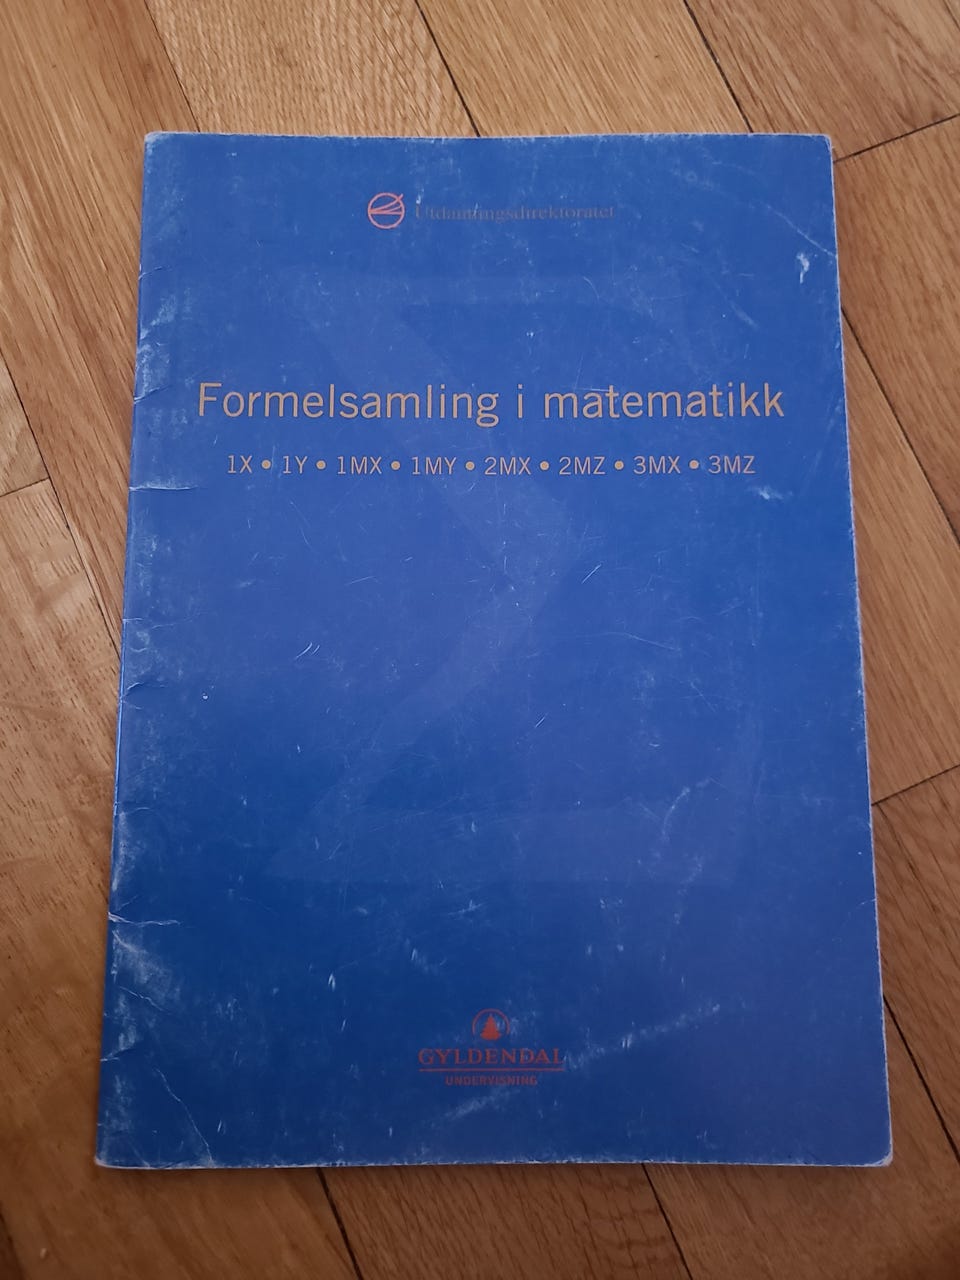 Utdanningsdirektoratet
Formelsamling i matematikk
1X • 1Y • 1MX • 1MY • 2MX • 2MZ • 3MX • 3MZ
GYLDENDAL
UNDERVISNING